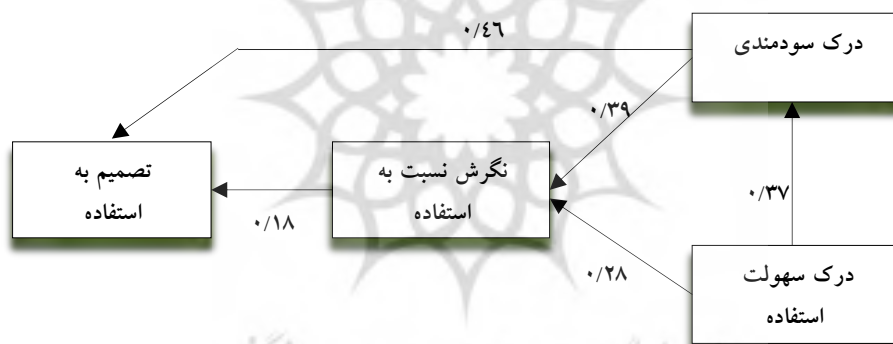 ۰/٤٦
درک سودمندی
۰/۳۹
تصمیم به
استفاده
نگرش نسبت به
استفاده
۰/۳۷
۰/۱۸
۰/۲۸
درک سهولت
استفاده